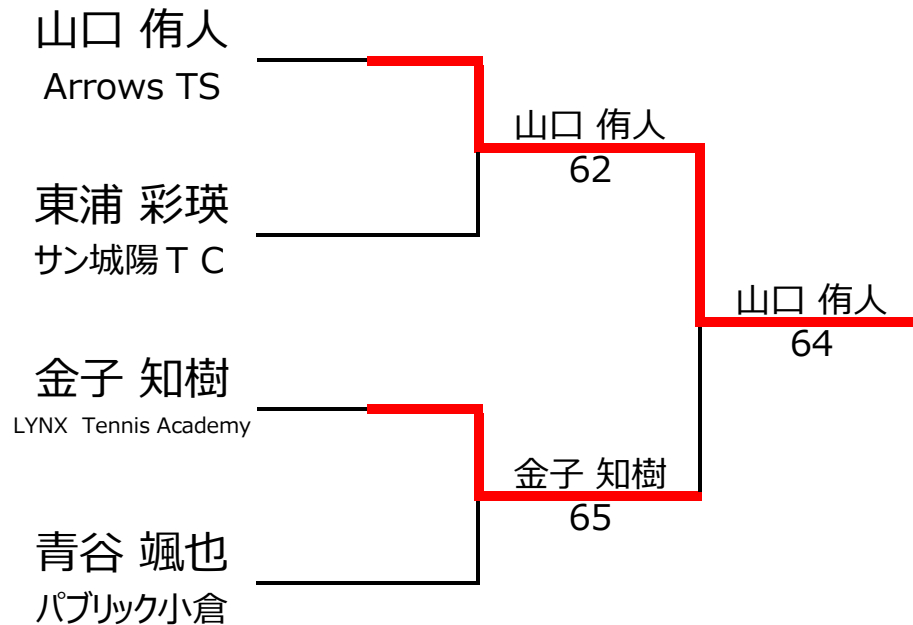 山口 侑人
Arrows TS
東浦 彩瑛
サン城陽ＴＣ
金子 知樹
LYNX Tennis Academy
青谷 颯也
パブリック小倉
山口 侑人
62
金子 知樹
65
山口 侑人
64